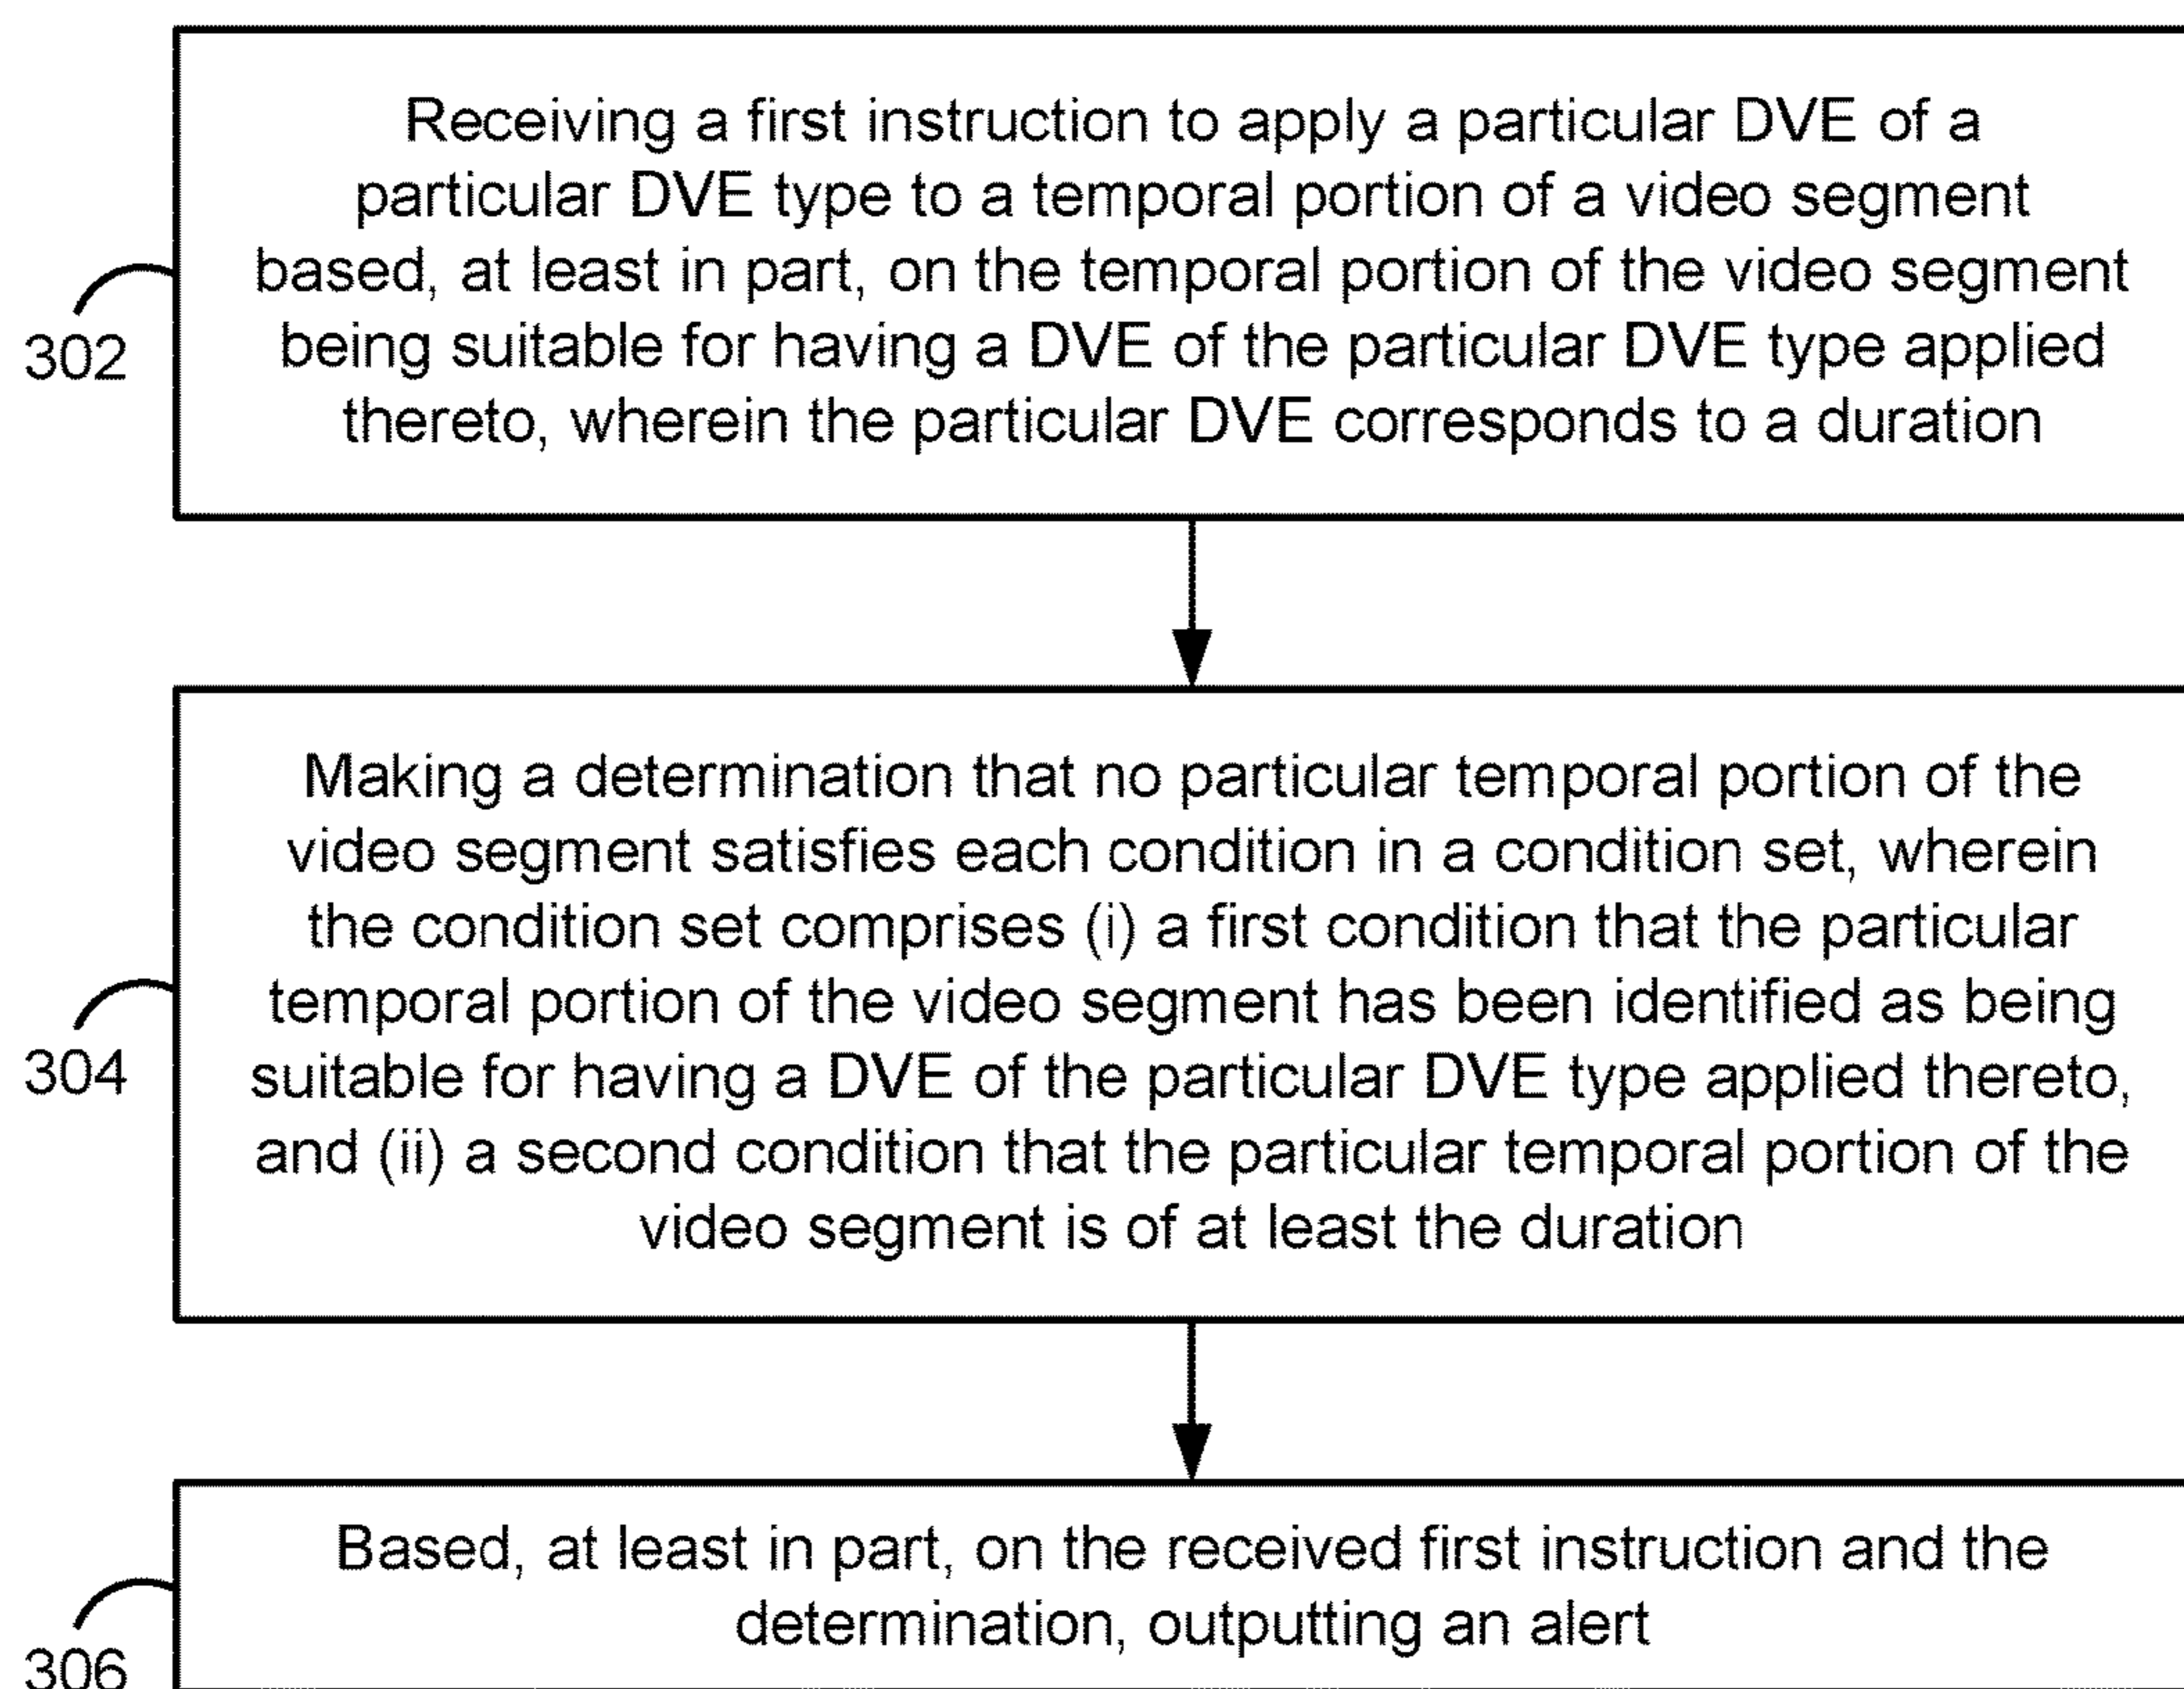 Receiving a first instruction to apply a particular DVE of a
particular DVE type to a temporal portion of a video segment
based, at least in part, on the temporal portion of the video segment
being suitable for having a DVE of the particular DVE type applied
thereto, wherein the particular DVE corresponds to a duration
302
Making a determination that no particular temporal portion of the
video segment satisfies each condition in a condition set, wherein
the condition set comprises (i) a first condition that the particular
temporal portion of the video segment has been identified as being
suitable for having a DVE of the particular DVE type applied thereto,
and (ii) a second condition that the particular temporal portion of the
video segment is of at least the duration
304
Based, at least in part, on the received first instruction and the
determination, outputting an alert
306